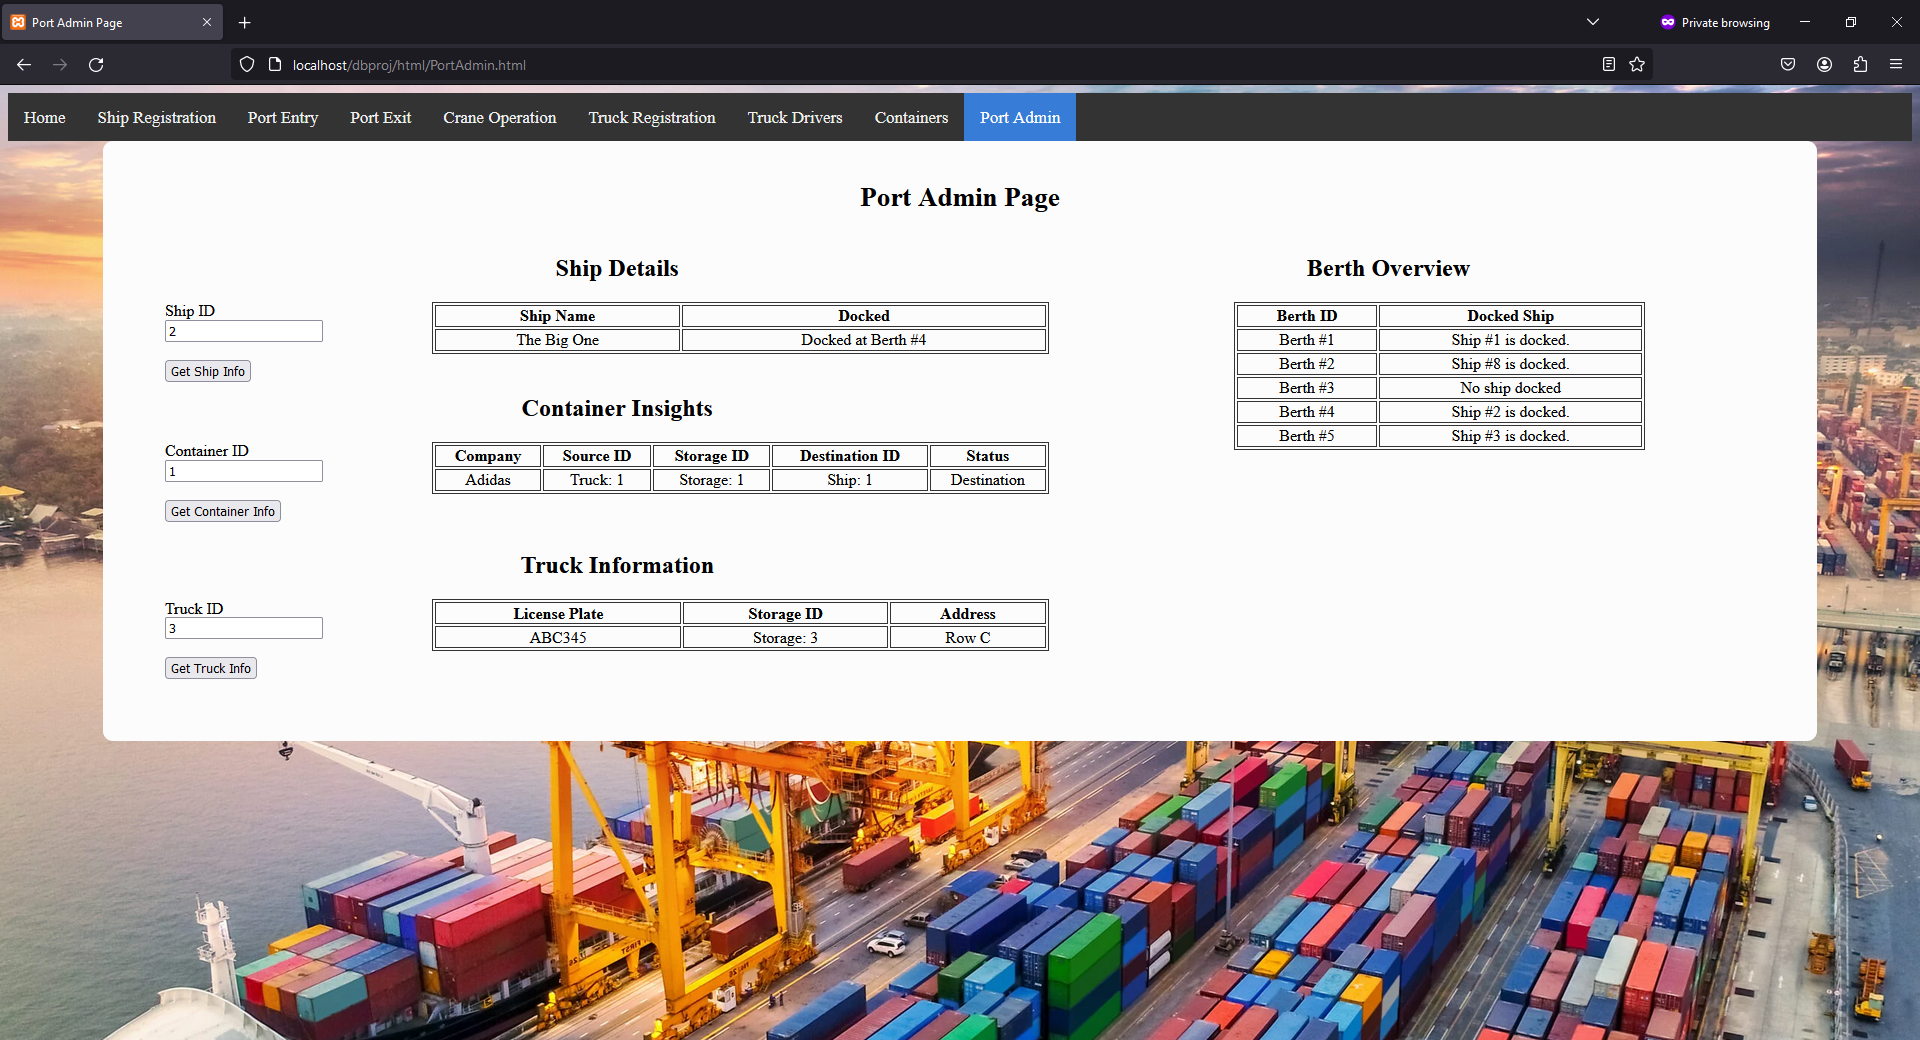 Port Admin Page
Private browsing
localhost/dbproj/html/PortAdmin.html
Home Ship Registration Port Entry Port Exit Crane Operation Truck Registration Truck Drivers Containers Port Admin
Port Admin Page
Ship Details
Ship ID
2
Get Ship Info
Ship Name Docked
The Big One Docked at Berth #4
Container Insights
Container ID
1
Get Container Info
Company Source ID Storage ID Destination ID Status
Adidas Truck: 1 Storage: 1 Ship: 1 Destination
Truck Information
Truck ID
3
Get Truck Info
License Plate Storage ID Address
ABC345 Storage: 3 Row C
Berth Overview
Berth ID Docked Ship
Berth #1 Ship #1 is docked.
Berth #2 Ship #8 is docked.
Berth #3 No ship docked
Berth #4 Ship #2 is docked.
Berth #5 Ship #3 is docked.